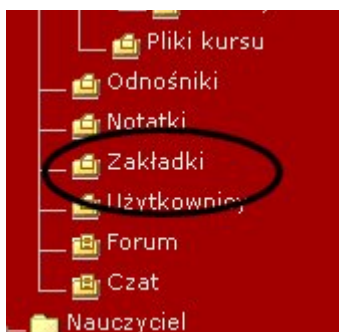 Pliki kursu
Odnośniki
Notatki
Zakładki
Użytkownicy
Forum
Czat
Nauczyciel